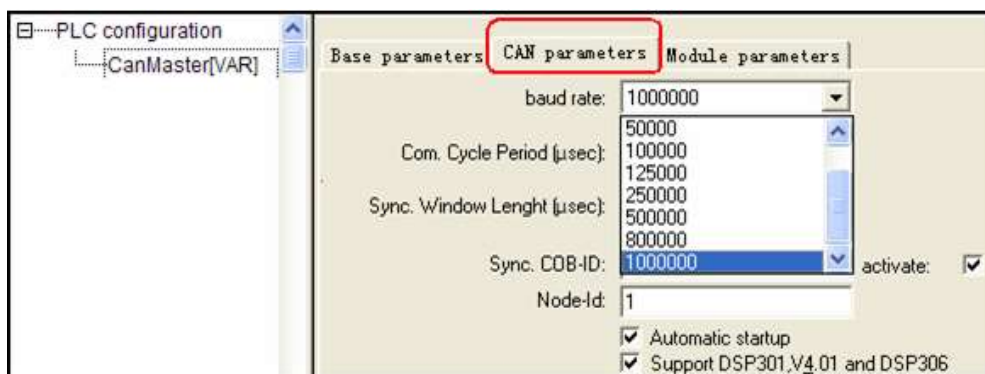 PLC configuration
CanMaster[VAR]
Base parameters CAN parameters Module parameters
baud rate: 1000000
50000
Com. Cycle Period (µsec): 100000
125000
250000
Sync. Window Lenght (µsec): 500000
800000
Sync. COB-ID: 1000000 activate:
Node-Id: 1
Automatic startup
Support DSP301,V4.01 and DSP306